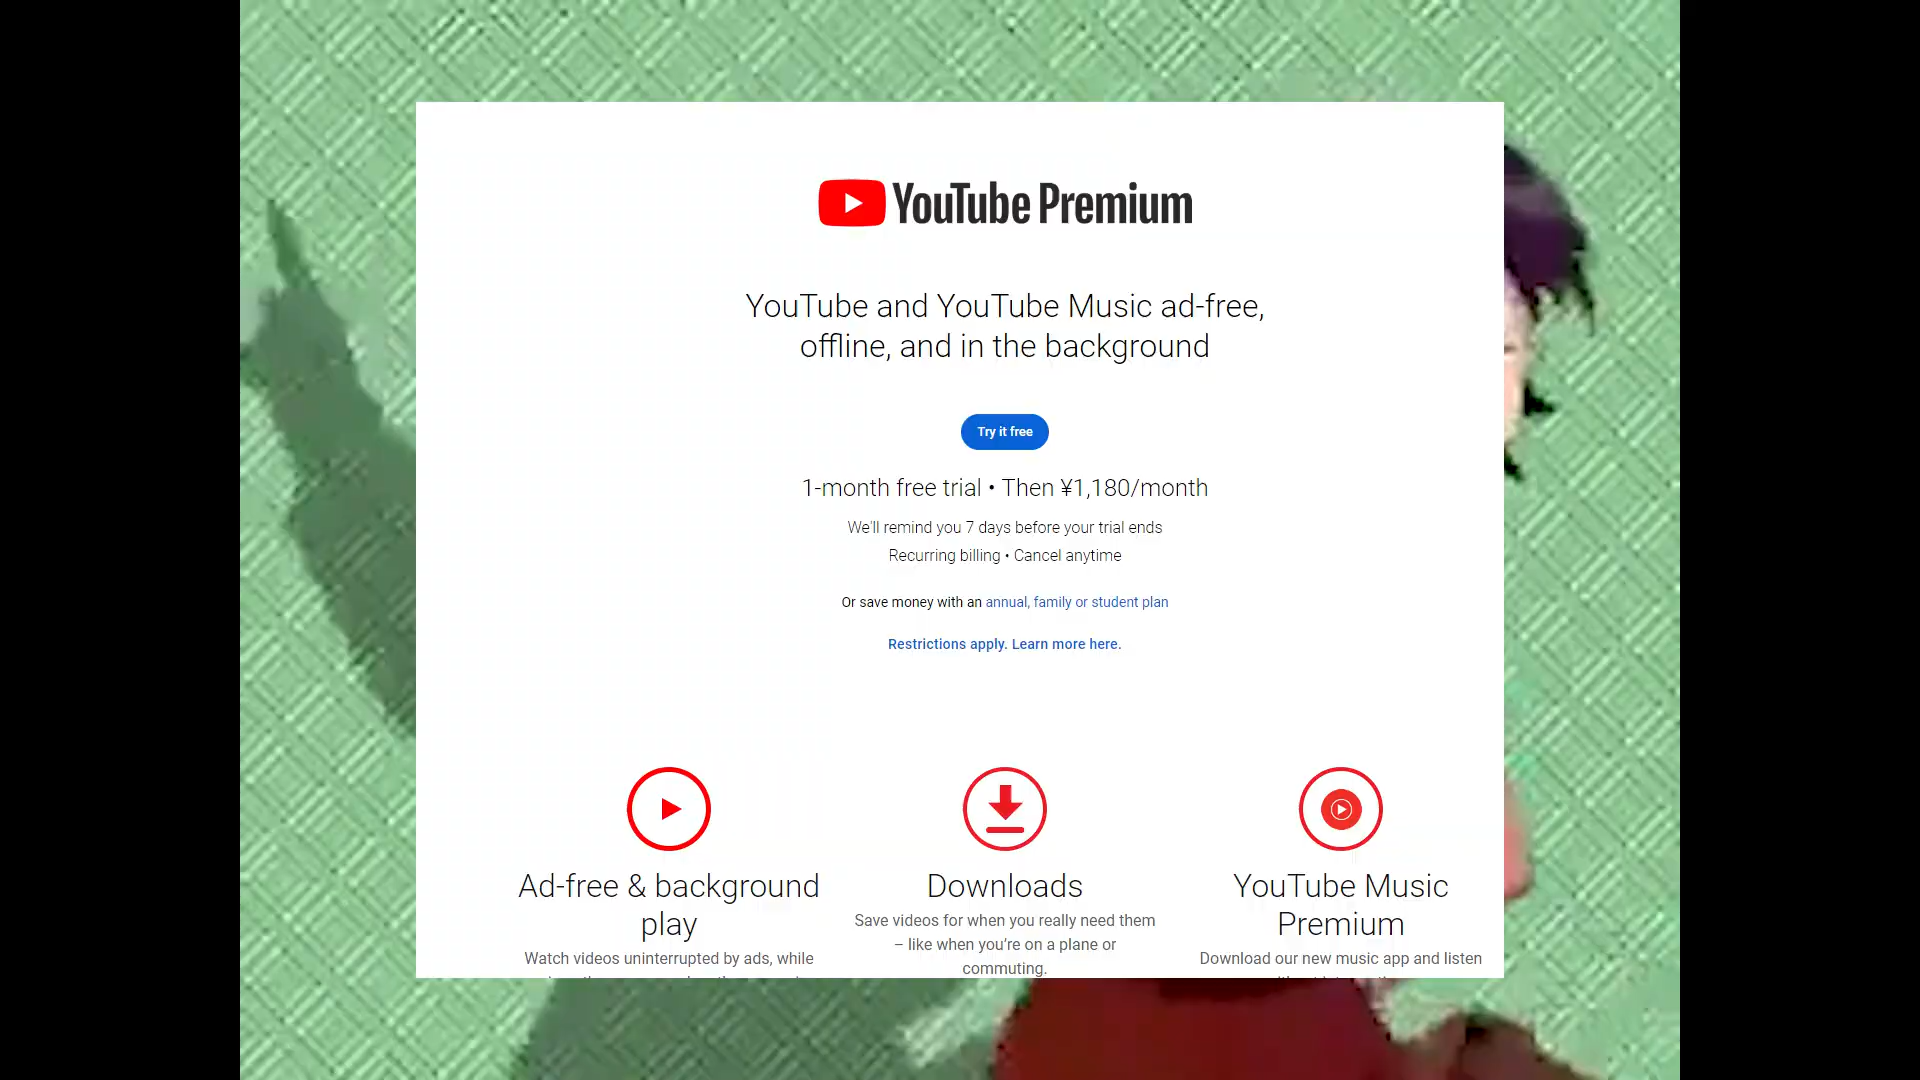 YouTube Premium
YouTube and YouTube Music ad-free,
offline, and in the background
Try it free
1-month free trial • Then ¥1,180/month
We'll remind you 7 days before your trial ends
Recurring billing • Cancel anytime
Or save money with an annual, family or student plan
Restrictions apply. Learn more here.
Ad-free & background
play
Watch videos uninterrupted by ads, while
Downloads
Save videos for when you really need them
– like when you’re on a plane or
commuting.
YouTube Music
Premium
Download our new music app and listen